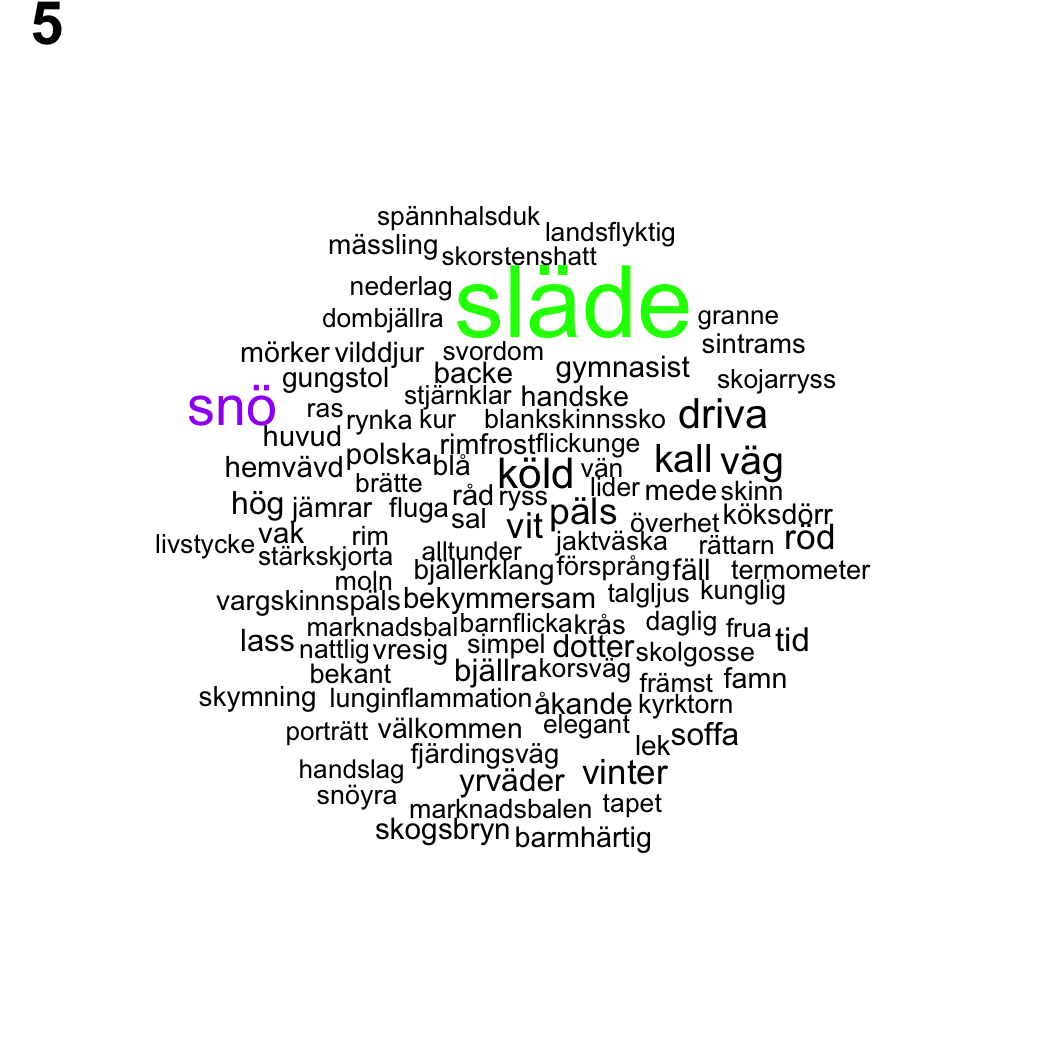 5
spännhalsduk
landsflyktig
mässling
skorstenshatt
nederlag
släde
dombjällra
granne
sintrams
mörker vilddjur svordom
backe gymnasist
gungstol
skojarryss
stjärnklar handske
snö
ras
rynka kur blankskinnssko driva
huvud
rimfrost flickunge
polska
hemvävd blå köld vän kall väg
brätte
lider mede skinn
råd ryss
hög jämrar fluga
sal vit päls överhet köksdörr
livstycke vak rim
jaktväska rättarn röd
stärkskjorta alltunder
moln bjällerklang försprång fäll termometer
vargskinnspäls bekymmersam talgljus kunglig
marknadsbal barnflicka krås daglig frua
lass nattlig vresig simpel dotter skolgosse tid
bekant bjällra korsväg främst famn
skymning lunginflammation åkande kyrktorn
porträtt välkommen elegant
lek soffa
fjärdingsväg
handslag yrväder vinter
snöyra marknadsbalen tapet
skogsbryn barmhärtig